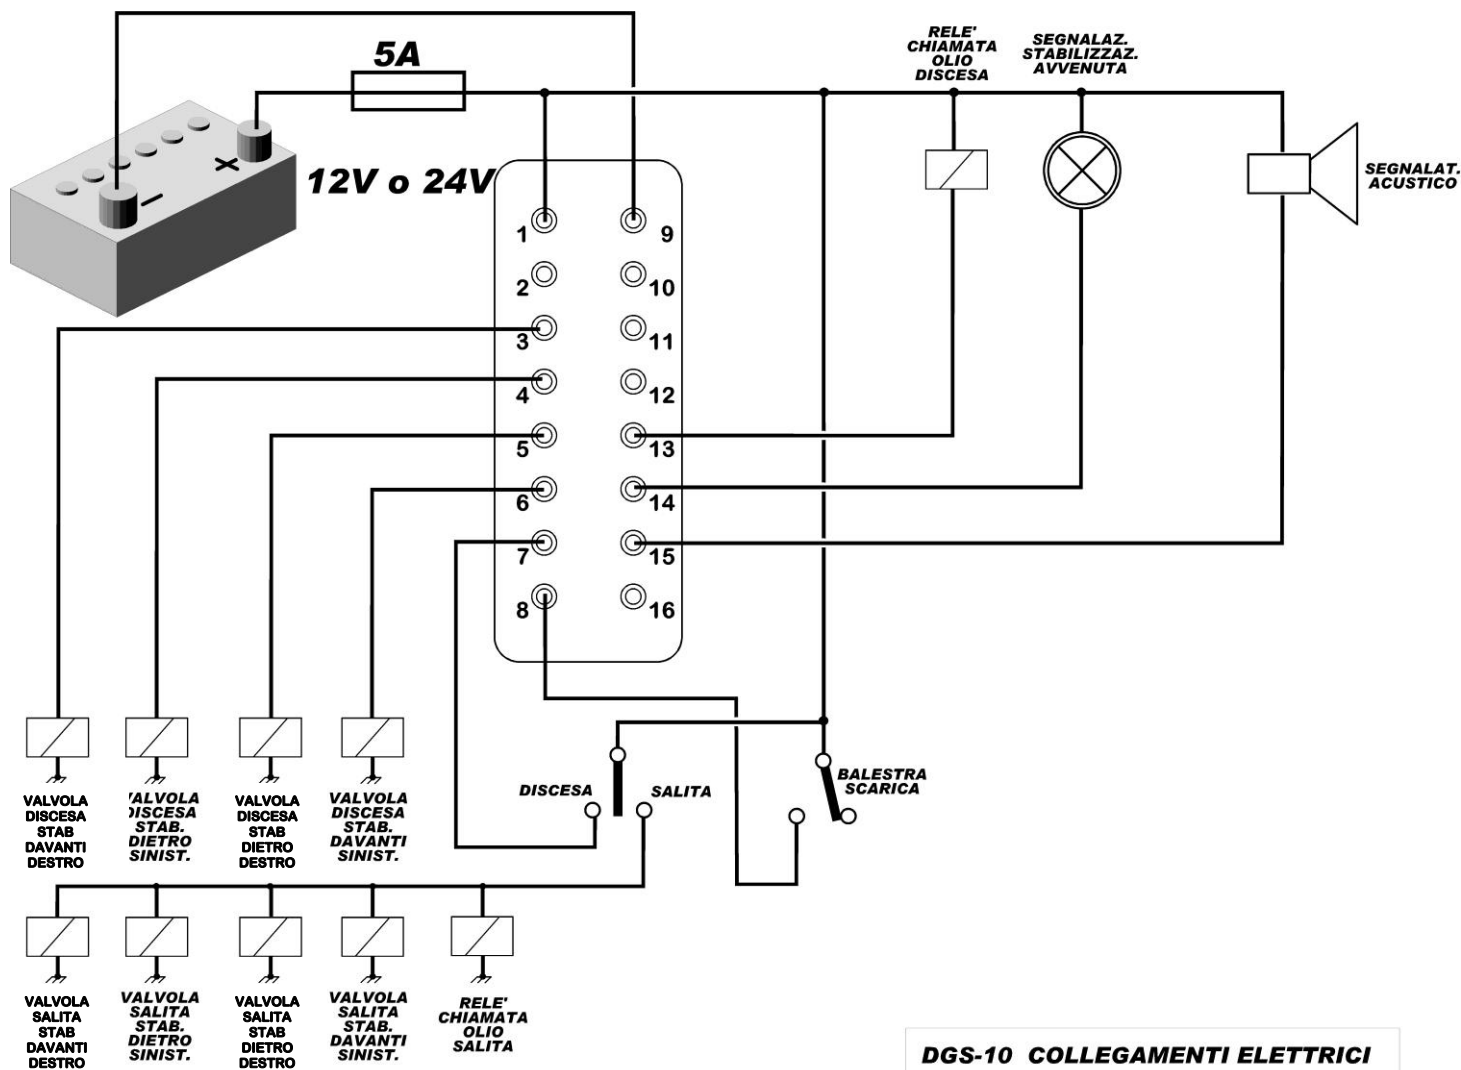 5A
12V o 24V
+
−
RELE'
CHIAMATA
OLIO
DISCESA
SEGNALAZ.
STABILIZZAZ.
AVVENUTA
SEGNALAT.
ACUSTICO
1
2
3
4
5
6
7
8
9
10
11
12
13
14
15
16
DISCESA
SALITA
BALESTRA
SCARICA
VALVOLA
DISCESA
STAB
DAVANTI
DESTRO
VALVOLA
DISCESA
STAB.
DIETRO
SINIST.
VALVOLA
DISCESA
STAB
DIETRO
DESTRO
VALVOLA
DISCESA
STAB.
DAVANTI
SINIST.
VALVOLA
SALITA
STAB
DAVANTI
DESTRO
VALVOLA
SALITA
STAB.
DIETRO
SINIST.
VALVOLA
SALITA
STAB
DIETRO
DESTRO
VALVOLA
SALITA
STAB.
DAVANTI
SINIST.
RELE'
CHIAMATA
OLIO
SALITA
DGS-10 COLLEGAMENTI ELETTRICI